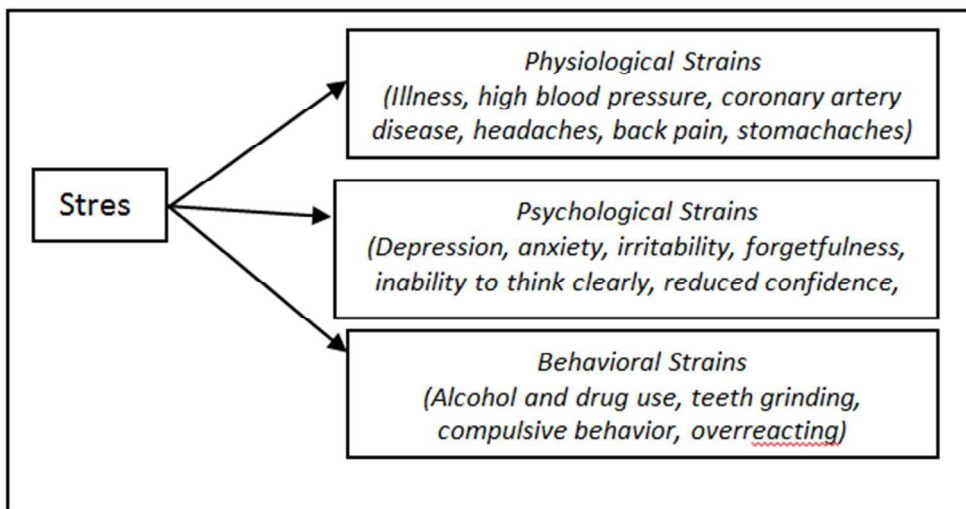 Stres
Physiological Strains
(Illness, high blood pressure, coronary artery
disease, headaches, back pain, stomachaches)
Psychological Strains
(Depression, anxiety, irritability, forgetfulness,
inability to think clearly, reduced confidence,
Behavioral Strains
(Alcohol and drug use, teeth grinding,
compulsive behavior, overreacting)